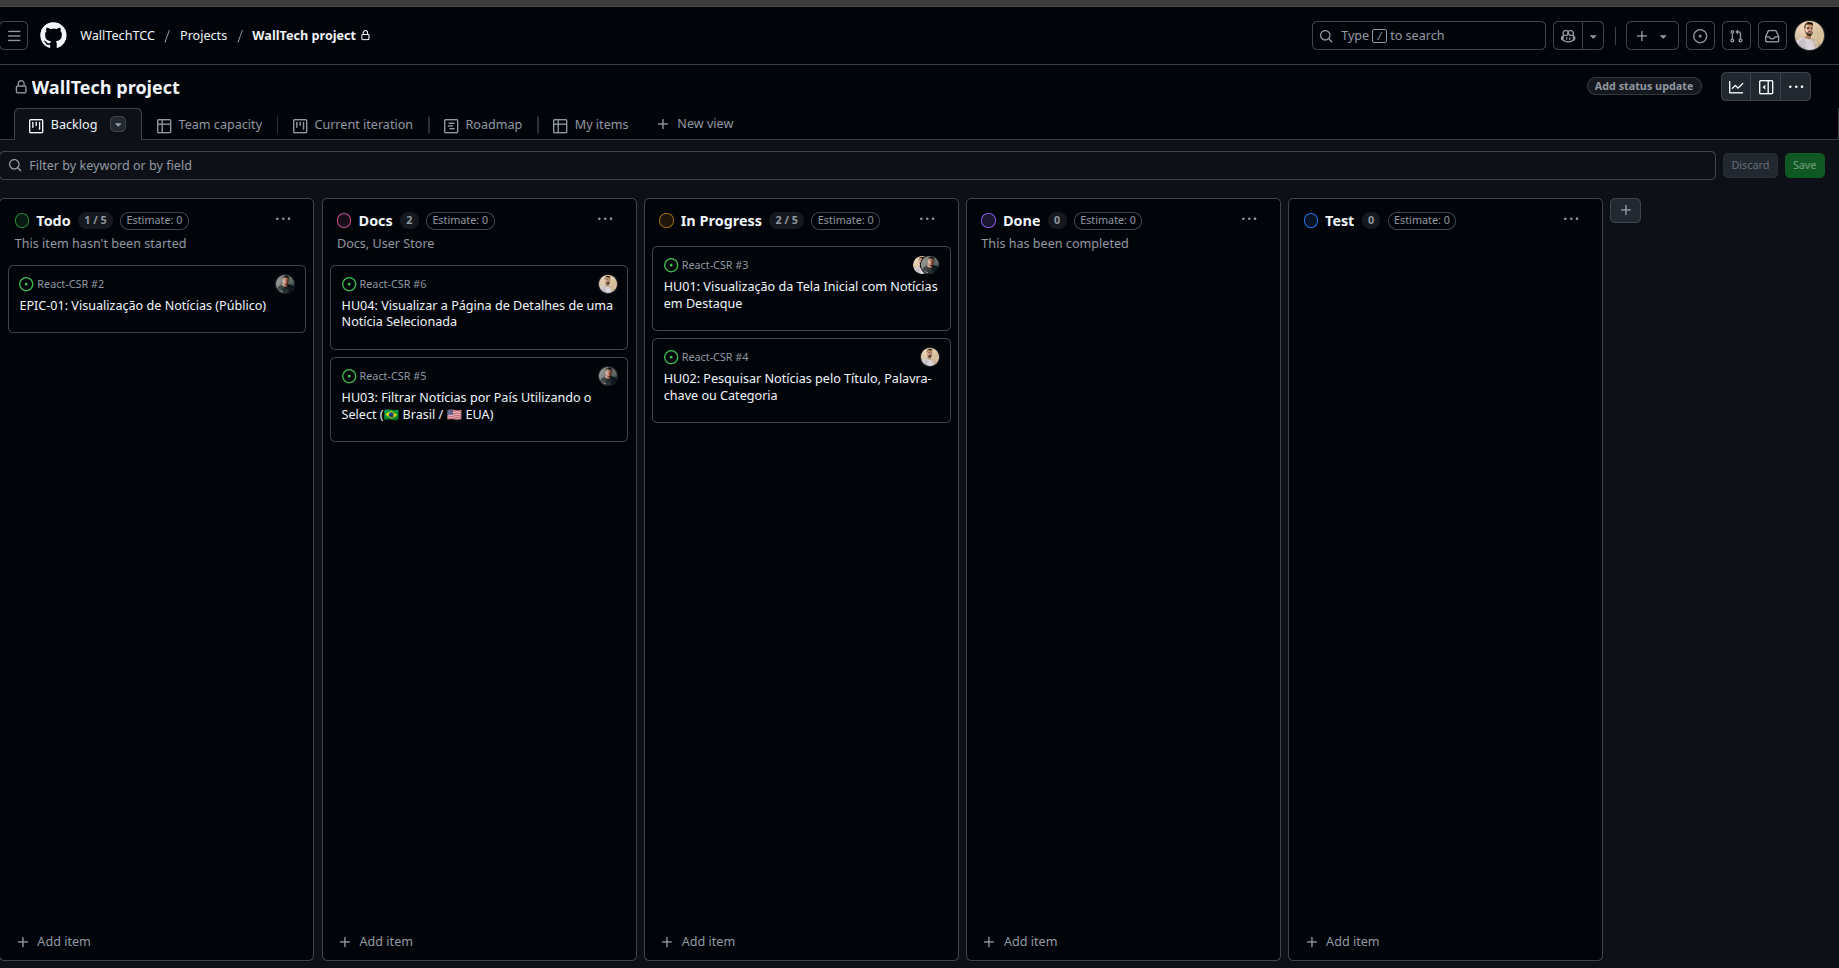 WallTechTCC / Projects / WallTech project
Type / to search
WallTech project
Add status update
Backlog
Team capacity
Current iteration
Roadmap
My items
New view
Filter by keyword or by field
Discard
Save
Todo 1 / 5 Estimate: 0
This item hasn't been started
React-CSR #2
EPIC-01: Visualização de Notícias (Público)
Add item
Docs 2 Estimate: 0
Docs, User Store
React-CSR #6
HU04: Visualizar a Página de Detalhes de uma
Notícia Selecionada
React-CSR #5
HU03: Filtrar Notícias por País Utilizando o
Select (🇧🇷 Brasil / 🇺🇸 EUA)
Add item
In Progress 2 / 5 Estimate: 0
React-CSR #3
HU01: Visualização da Tela Inicial com Notícias
em Destaque
React-CSR #4
HU02: Pesquisar Notícias pelo Título, Palavra-
chave ou Categoria
Add item
Done 0 Estimate: 0
This has been completed
Add item
Test 0 Estimate: 0
Add item